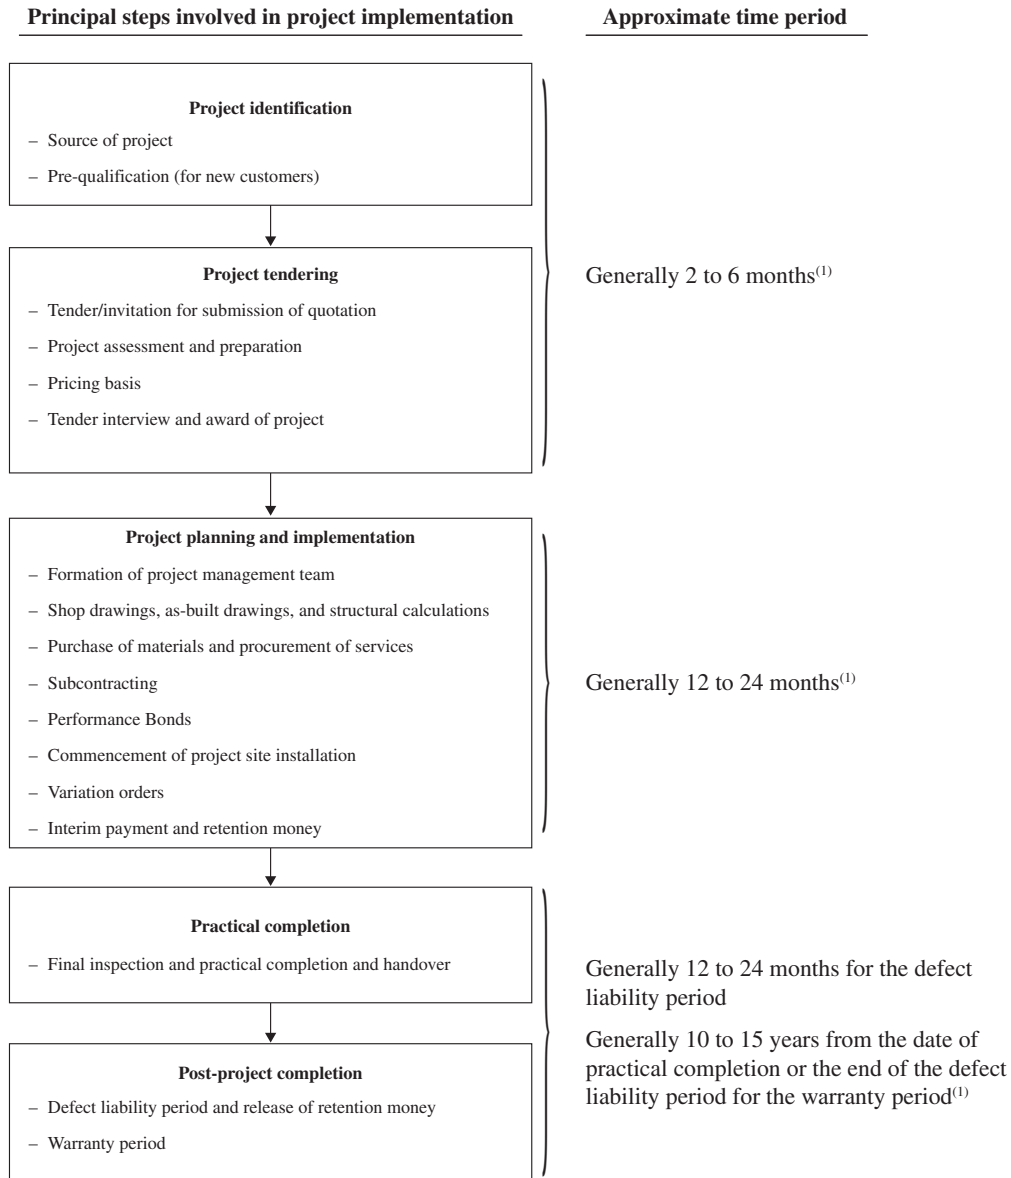 Principal steps involved in project implementation
Approximate time period
Project identification
– Source of project
– Pre-qualification (for new customers)
Project tendering
– Tender/invitation for submission of quotation
– Project assessment and preparation
– Pricing basis
– Tender interview and award of project
Generally 2 to 6 months(1)
Project planning and implementation
– Formation of project management team
– Shop drawings, as-built drawings, and structural calculations
– Purchase of materials and procurement of services
– Subcontracting
– Performance Bonds
– Commencement of project site installation
– Variation orders
– Interim payment and retention money
Generally 12 to 24 months(1)
Practical completion
– Final inspection and practical completion and handover
Post-project completion
– Defect liability period and release of retention money
– Warranty period
Generally 12 to 24 months for the defect
liability period
Generally 10 to 15 years from the date of
practical completion or the end of the defect
liability period for the warranty period(1)